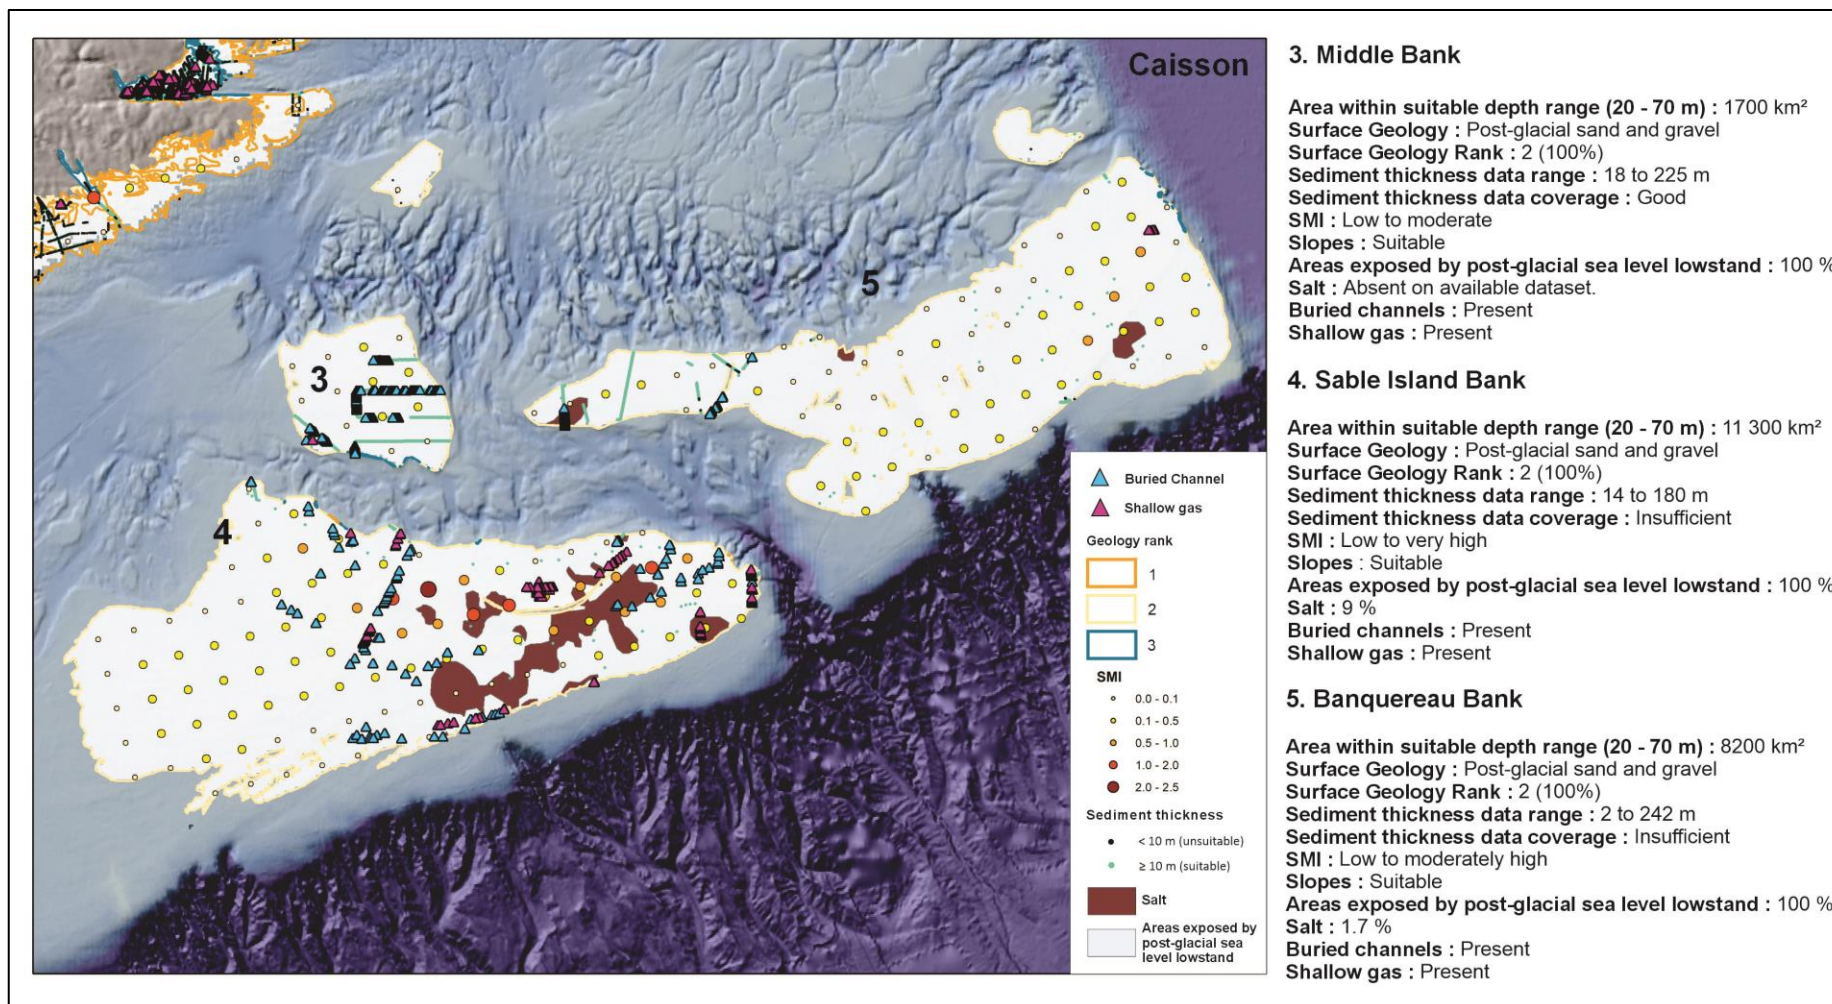 Caisson
3
5
4
Buried Channel
Shallow gas
Geology rank
1
2
3
SMI
0.0 - 0.1
0.1 - 0.5
0.5 - 1.0
1.0 - 2.0
2.0 - 2.5
Sediment thickness
< 10 m (unsuitable)
≥ 10 m (suitable)
Salt
Areas exposed by
post-glacial sea
level lowstand
3. Middle Bank
Area within suitable depth range (20 - 70 m) : 1700 km²
Surface Geology : Post-glacial sand and gravel
Surface Geology Rank : 2 (100%)
Sediment thickness data range : 18 to 225 m
Sediment thickness data coverage : Good
SMI : Low to moderate
Slopes : Suitable
Areas exposed by post-glacial sea level lowstand : 100 %
Salt : Absent on available dataset.
Buried channels : Present
Shallow gas : Present
4. Sable Island Bank
Area within suitable depth range (20 - 70 m) : 11 300 km²
Surface Geology : Post-glacial sand and gravel
Surface Geology Rank : 2 (100%)
Sediment thickness data range : 14 to 180 m
Sediment thickness data coverage : Insufficient
SMI : Low to very high
Slopes : Suitable
Areas exposed by post-glacial sea level lowstand : 100 %
Salt : 9 %
Buried channels : Present
Shallow gas : Present
5. Banquereau Bank
Area within suitable depth range (20 - 70 m) : 8200 km²
Surface Geology : Post-glacial sand and gravel
Surface Geology Rank : 2 (100%)
Sediment thickness data range : 2 to 242 m
Sediment thickness data coverage : Insufficient
SMI : Low to moderately high
Slopes : Suitable
Areas exposed by post-glacial sea level lowstand : 100 %
Salt : 1.7 %
Buried channels : Present
Shallow gas : Present